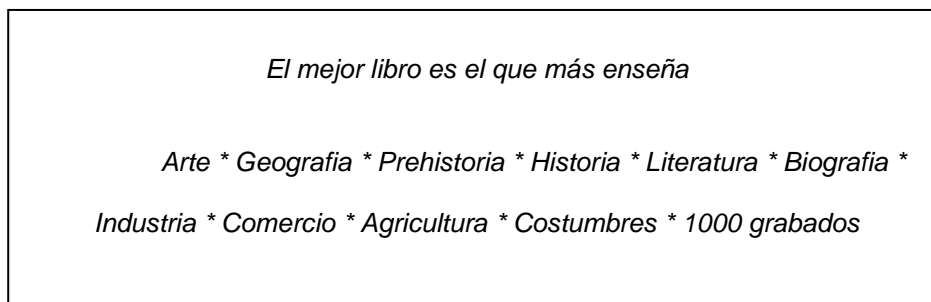 El mejor libro es el que más enseña
Arte * Geografia * Prehistoria * Historia * Literatura * Biografia *
Industria * Comercio * Agricultura * Costumbres * 1000 grabados